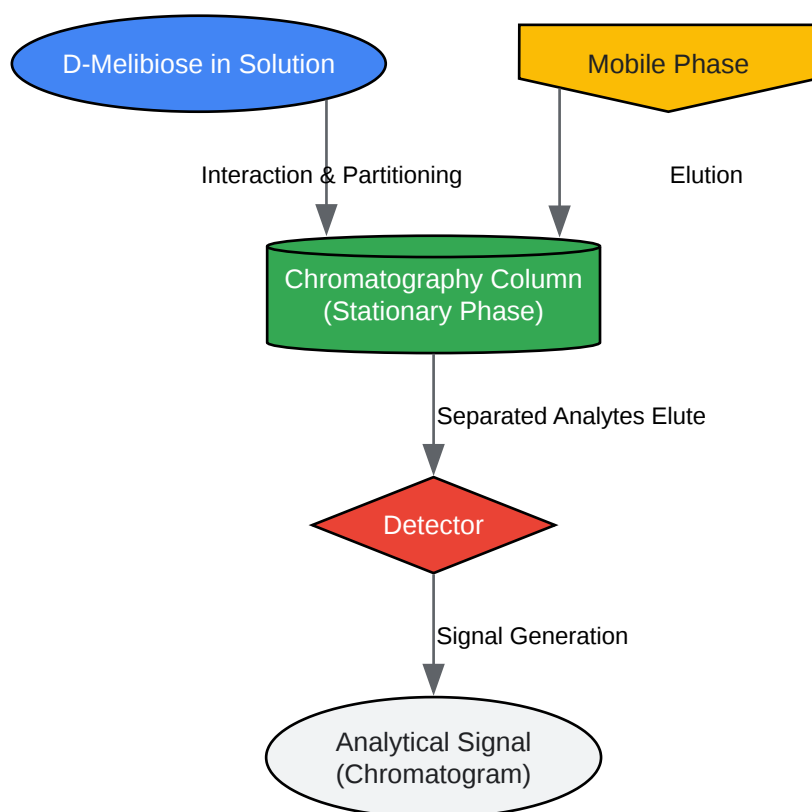 D-Melibiose in Solution
Mobile Phase
Interaction & Partitioning
Elution
Chromatography Column
(Stationary Phase)
Separated Analytes Elute
Detector
Signal Generation
Analytical Signal
(Chromatogram)